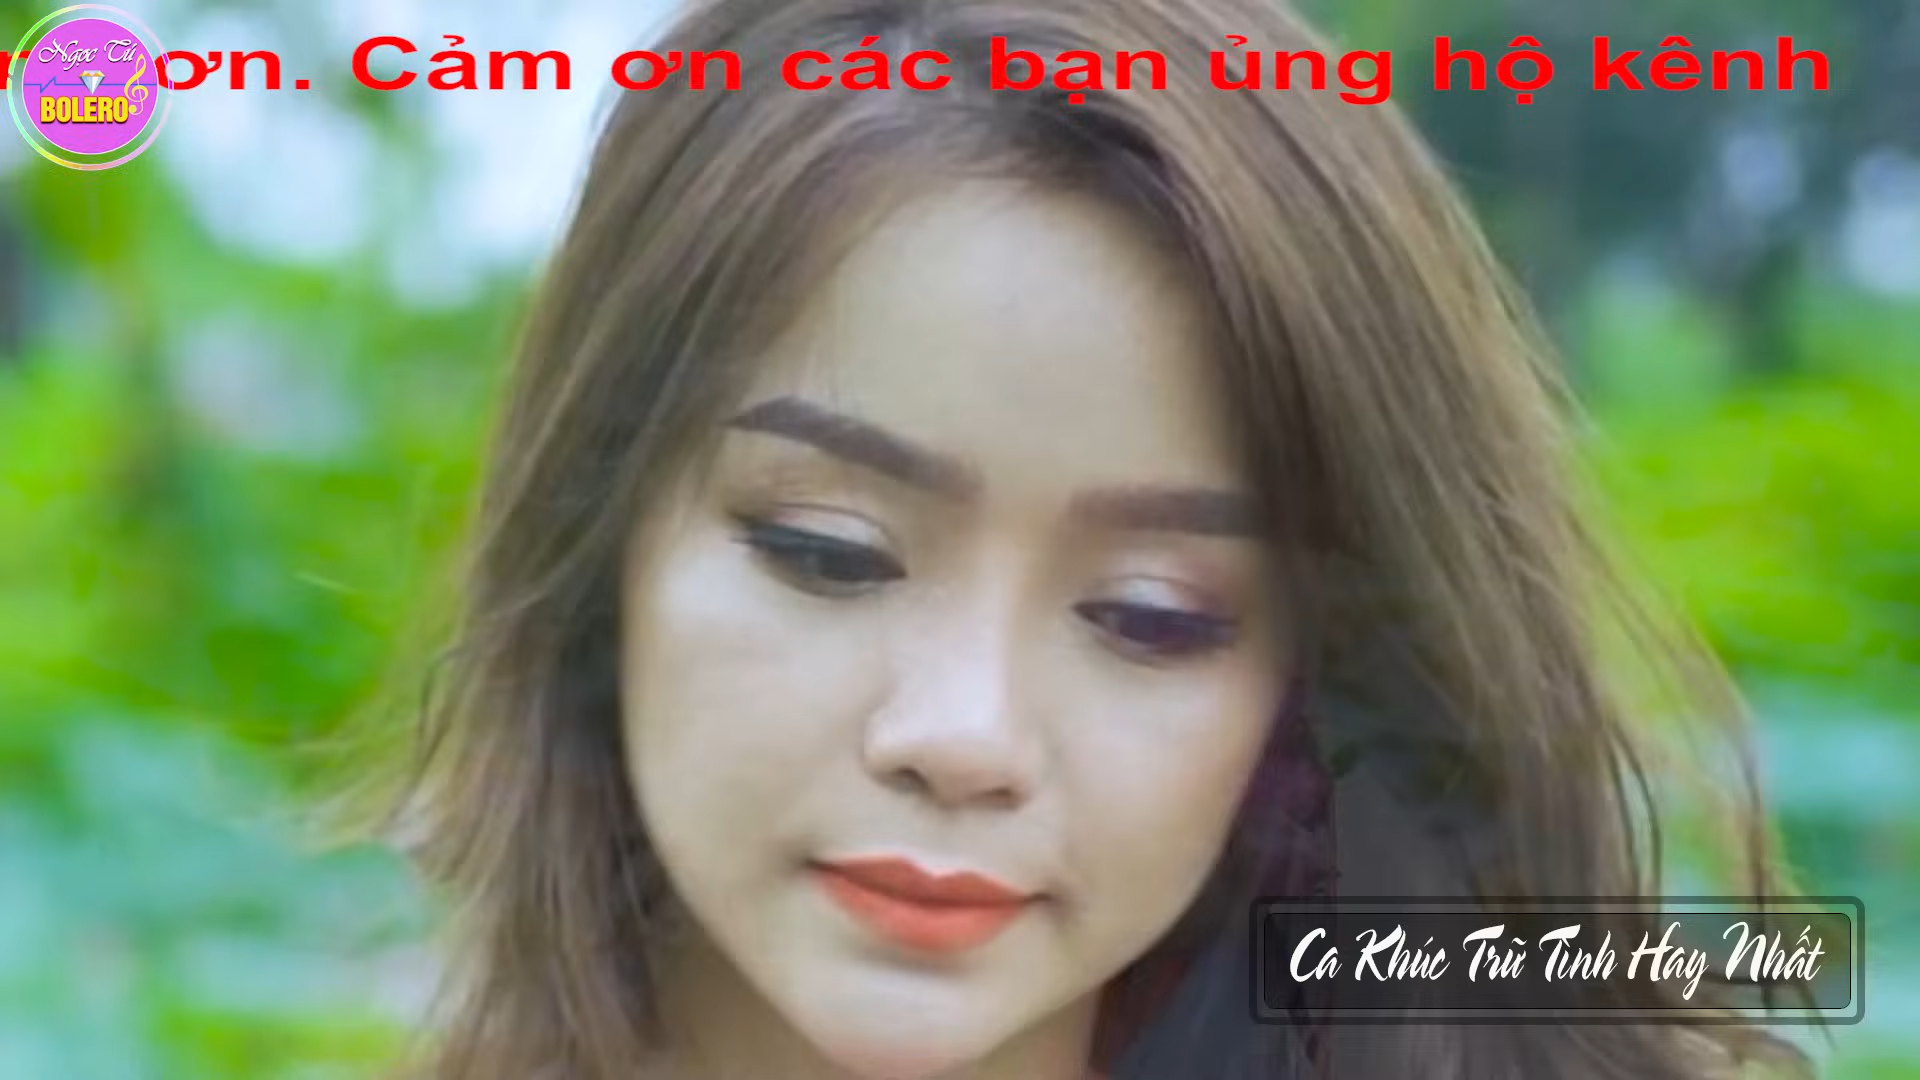 ơn. Cảm ơn các bạn ủng hộ kênh
Ngọc Tú
BOLERO
Ca Khúc Trữ Tình Hay Nhất